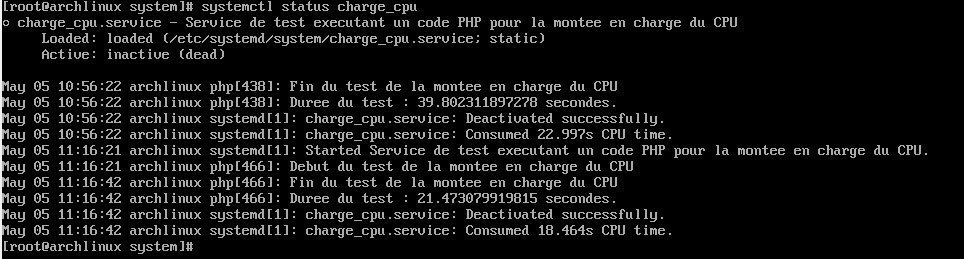 [root@archlinux system]# systemctl status charge_cpu
○ charge_cpu.service - Service de test executant un code PHP pour la montee en charge du CPU
Loaded: loaded (/etc/systemd/system/charge_cpu.service; static)
Active: inactive (dead)
May 05 10:56:22 archlinux php[438]: Fin du test de la montee en charge du CPU
May 05 10:56:22 archlinux php[438]: Duree du test : 39.802311897278 secondes.
May 05 10:56:22 archlinux systemd[1]: charge_cpu.service: Deactivated successfully.
May 05 10:56:22 archlinux systemd[1]: charge_cpu.service: Consumed 22.997s CPU time.
May 05 11:16:21 archlinux systemd[1]: Started Service de test executant un code PHP pour la montee en charge du CPU.
May 05 11:16:21 archlinux php[466]: Debut du test de la montee en charge du CPU
May 05 11:16:42 archlinux php[466]: Fin du test de la montee en charge du CPU
May 05 11:16:42 archlinux php[466]: Duree du test : 21.473079919815 secondes.
May 05 11:16:42 archlinux systemd[1]: charge_cpu.service: Deactivated successfully.
May 05 11:16:42 archlinux systemd[1]: charge_cpu.service: Consumed 18.464s CPU time.
[root@archlinux system]#